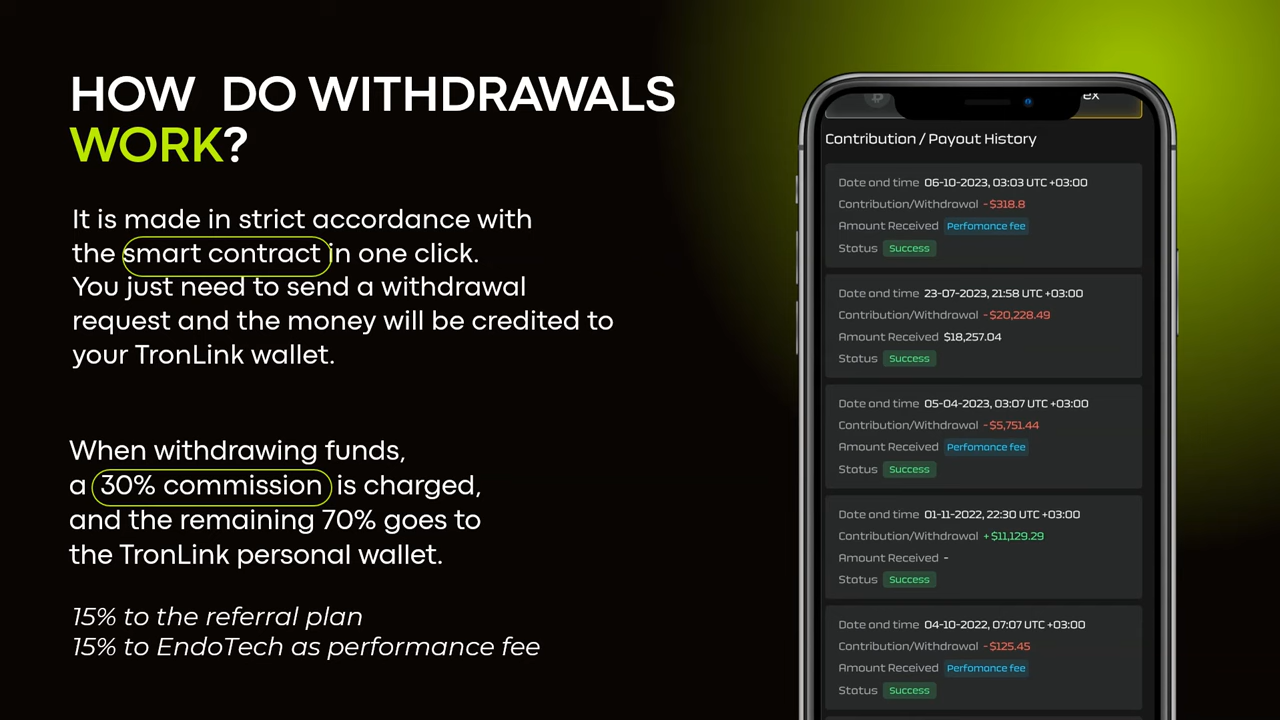 HOW DO WITHDRAWALS
WORK?
It is made in strict accordance with
the smart contract in one click.
You just need to send a withdrawal
request and the money will be credited to
your TronLink wallet.
When withdrawing funds,
a 30% commission is charged,
and the remaining 70% goes to
the TronLink personal wallet.
15% to the referral plan
15% to EndoTech as performance fee
Contribution / Payout History
Date and time 06-10-2023, 03:03 UTC +03:00
Contribution/Withdrawal - $318.8
Amount Received Perfomance fee
Status Success
Date and time 23-07-2023, 21:58 UTC +03:00
Contribution/Withdrawal - $20,228.49
Amount Received $18,257.04
Status Success
Date and time 05-04-2023, 03:07 UTC +03:00
Contribution/Withdrawal - $5,751.44
Amount Received Perfomance fee
Status Success
Date and time 01-11-2022, 22:30 UTC +03:00
Contribution/Withdrawal + $11,129.29
Amount Received -
Status Success
Date and time 04-10-2022, 07:07 UTC +03:00
Contribution/Withdrawal - $125.45
Amount Received Perfomance fee
Status Success